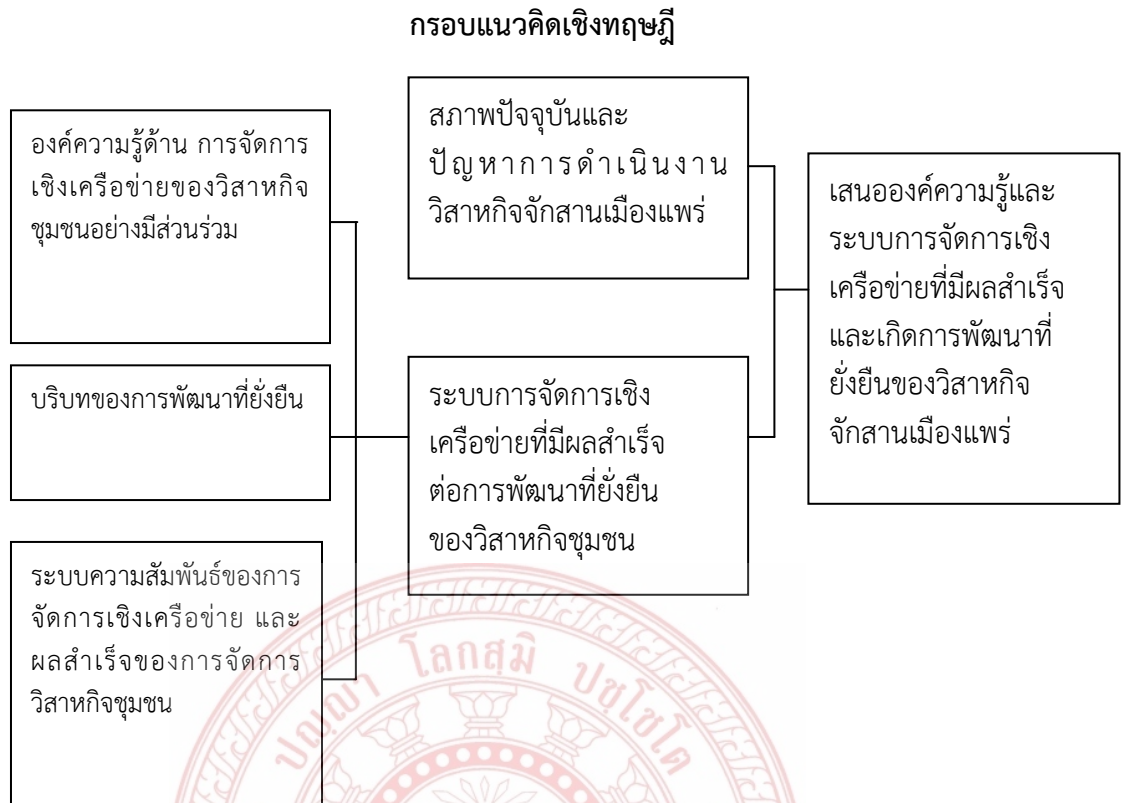 กรอบแนวคิดเชิงทฤษฎี
องค์ความรู้ด้าน การจัดการ
เชิงเครือข่ายของวิสาหกิจ
ชุมชนอย่างมีส่วนร่วม
บริบทของการพัฒนาที่ยั่งยืน
ระบบความสัมพันธ์ของการ
จัดการเชิงเครือข่าย และ
ผลสำเร็จของการจัดการ
วิสาหกิจชุมชน
สภาพปัจจุบันและ
ปัญหาการดำเนินงาน
วิสาหกิจจักสานเมืองแพร่
ระบบการจัดการเชิง
เครือข่ายที่มีผลสำเร็จ
ต่อการพัฒนาที่ยั่งยืน
ของวิสาหกิจชุมชน
เสนอองค์ความรู้และ
ระบบการจัดการเชิง
เครือข่ายที่มีผลสำเร็จ
และเกิดการพัฒนาที่
ยั่งยืนของวิสาหกิจ
จักสานเมืองแพร่
ปญฺญา โลกสฺมิ ปชฺโชโต